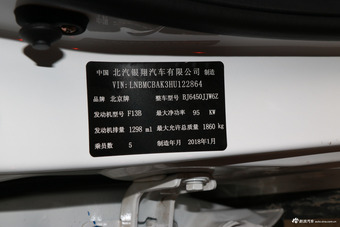 中国 北汽银翔汽车有限公司 制造
VIN: LNBMCBAK3HU122864
品牌 北京牌 整车型号 BJ6450JJW6Z
发动机型号 F13B 最大净功率 95 KW
发动机排量 1298 ml 最大允许总质量 1860 kg
乘员数 5 制造年月 2018年1月